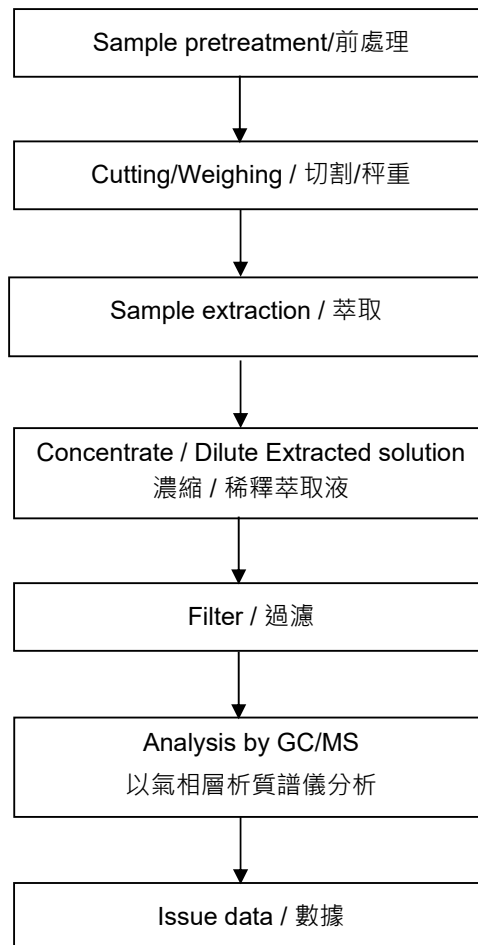 Sample pretreatment/前處理
Cutting/Weighing / 切割/秤重
Sample extraction / 萃取
Concentrate / Dilute Extracted solution
濃縮 / 稀釋萃取液
Filter / 過濾
Analysis by GC/MS
以氣相層析質譜儀分析
Issue data / 數據